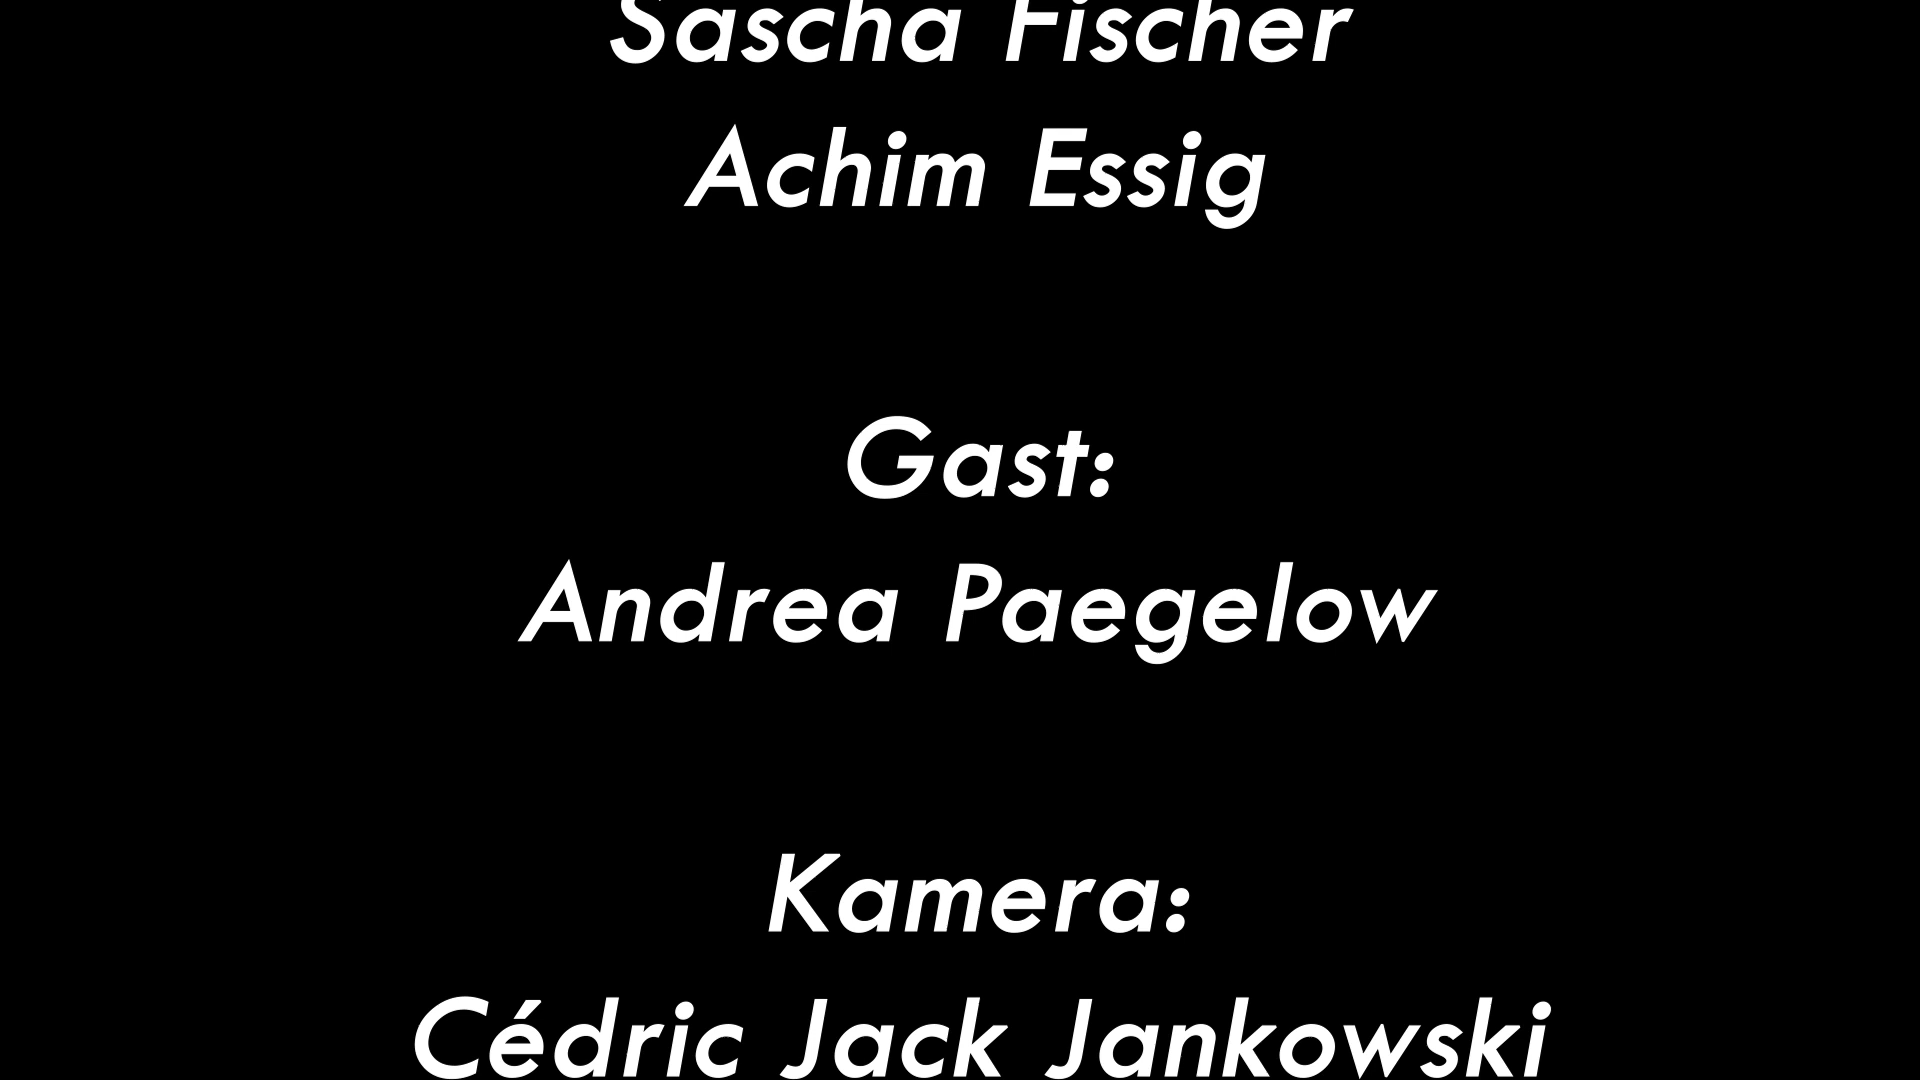 Sascha Fischer
Achim Essig
Gast:
Andrea Paegelow
Kamera:
Cédric Jack Jankowski